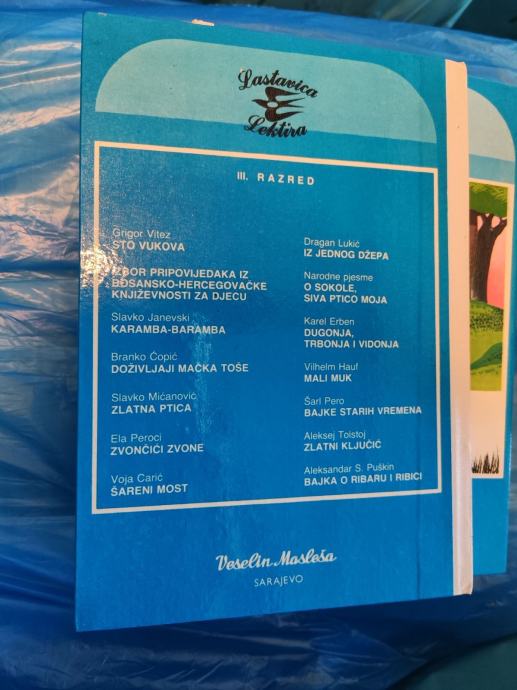 Lastavica
Lektira
III. RAZRED
Grigor Vitez
STO VUKOVA
IZBOR PRIPOVIJEDAKA IZ
BOSANSKO-HERCEGOVAČKE
KNJIŽEVNOSTI ZA DJECU
Slavko Janevski
KARAMBA-BARAMBA
Branko Ćopić
DOŽIVLJAJI MAČKA TOŠE
Slavko Mićanović
ZLATNA PTICA
Ela Peroci
ZVONČIĆI ZVONE
Voja Carić
ŠARENI MOST
Dragan Lukić
IZ JEDNOG DŽEPA
Narodne pjesme
O SOKOLE,
SIVA PTICO MOJA
Karel Erben
DUGONJA,
TRBONJA I VIDONJA
Vilhelm Hauf
MALI MUK
Šarl Pero
BAJKE STARIH VREMENA
Aleksej Tolstoj
ZLATNI KLJUČIĆ
Aleksandar S. Puškin
BAJKA O RIBARU I RIBICI
Veselin Masleša
SARAJEVO